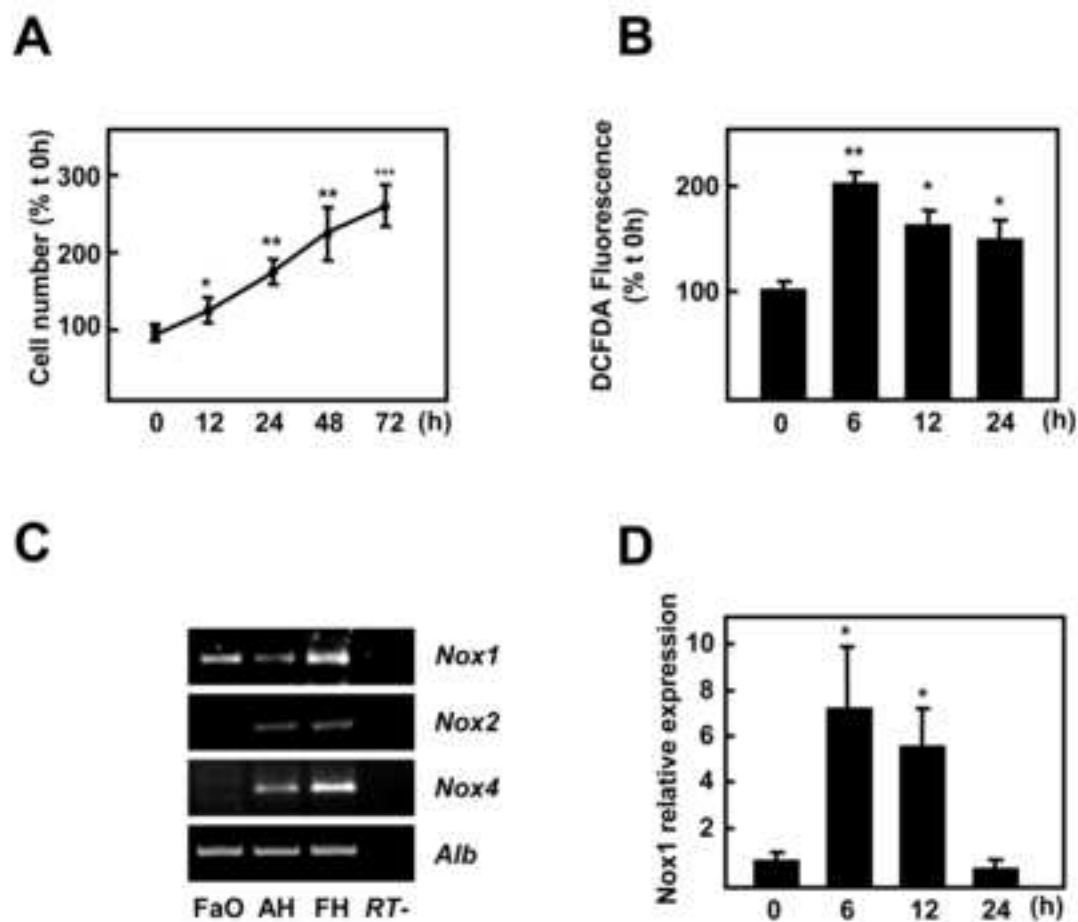 A
Cell number (% t 0h)
300
200
100
*
**
**
***
0 12 24 48 72 (h)
B
DCFDA Fluorescence
(% t 0h)
200
100
**
*
*
0 6 12 24 (h)
C
Nox1
Nox2
Nox4
Alb
FaO AH FH RT-
D
Nox1 relative expression
10
8
6
4
2
*
*
0 6 12 24 (h)